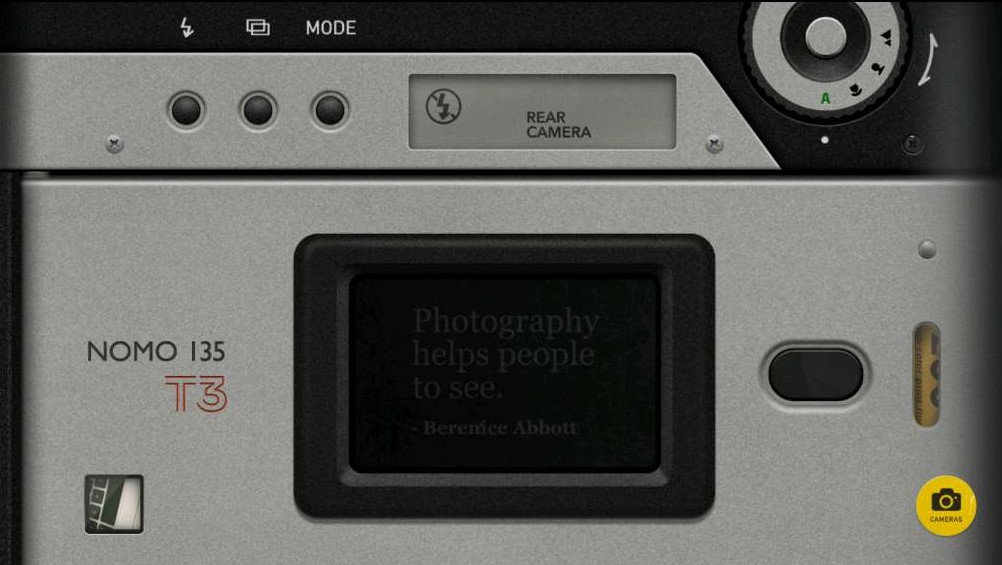 MODE
REAR
CAMERA
A
Photography
helps people
to see.
- Berenice Abbott
NOMO 135
T3
CAMERAS